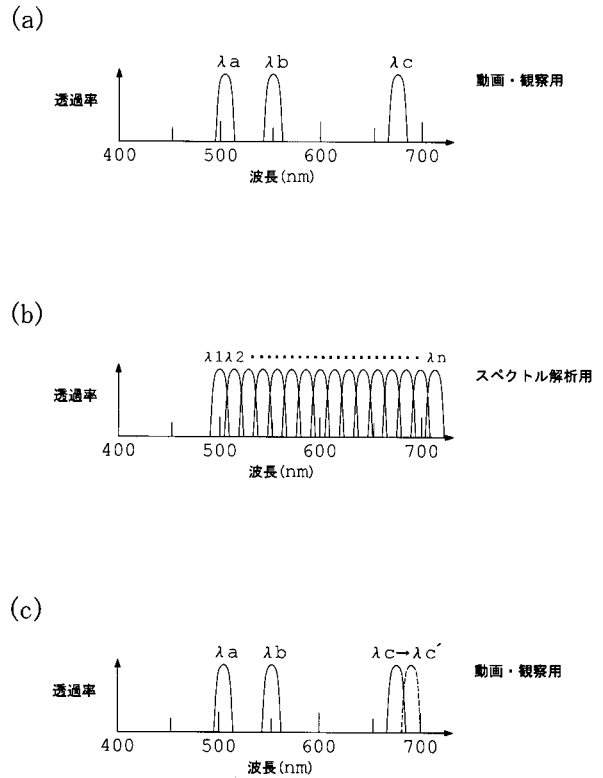 (a)
λa λb λc
動画・観察用
透過率
400 500 600 700
波長(nm)
(b)
λ1λ2 ‥‥‥‥‥‥‥‥‥‥ λn
スペクトル解析用
透過率
400 500 600 700
波長(nm)
(c)
λa λb λc→λc′
動画・観察用
透過率
400 500 600 700
波長(nm)